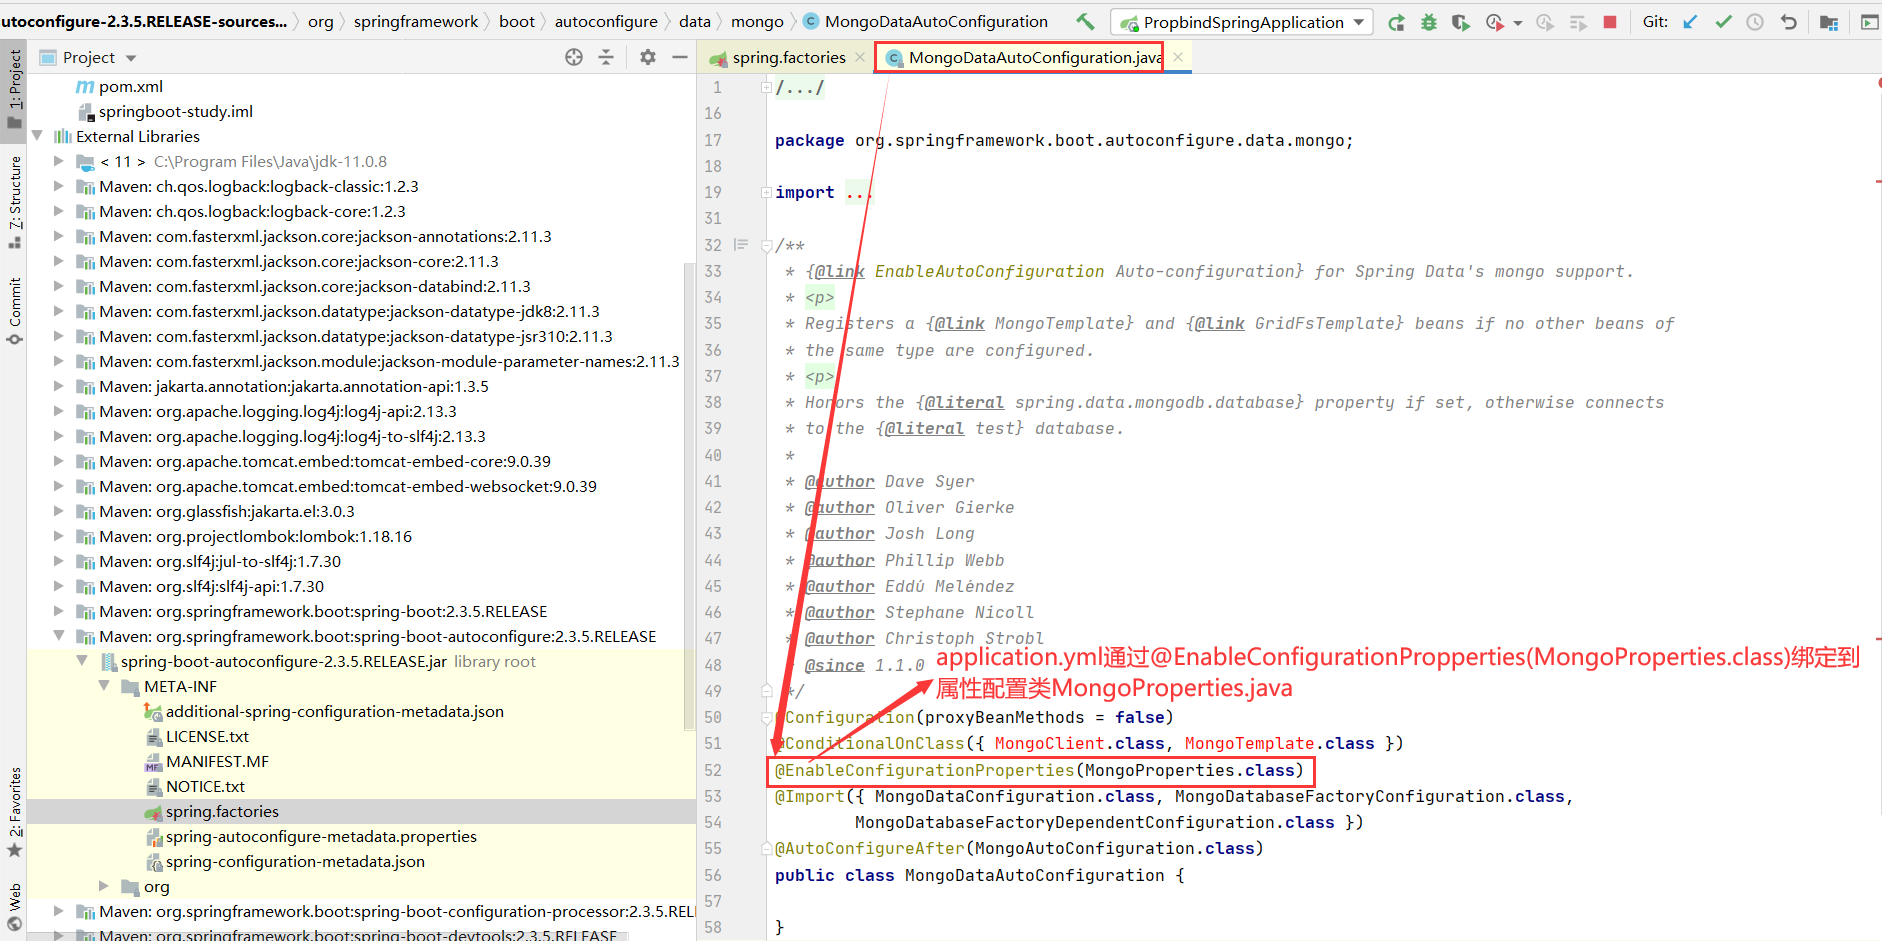 utoconfigure-2.3.5.RELEASE-sources... org springframework boot autoconfigure data mongo MongoDataAutoConfiguration PropbindSpringApplication Git:
Project
spring.factories MongoDataAutoConfiguration.java
1: Project
7: Structure
Commit
2: Favorites
Web
pom.xml
springboot-study.iml
External Libraries
< 11 > C:\Program Files\Java\jdk-11.0.8
Maven: ch.qos.logback:logback-classic:1.2.3
Maven: ch.qos.logback:logback-core:1.2.3
Maven: com.fasterxml.jackson.core:jackson-annotations:2.11.3
Maven: com.fasterxml.jackson.core:jackson-core:2.11.3
Maven: com.fasterxml.jackson.core:jackson-databind:2.11.3
Maven: com.fasterxml.jackson.datatype:jackson-datatype-jdk8:2.11.3
Maven: com.fasterxml.jackson.datatype:jackson-datatype-jsr310:2.11.3
Maven: com.fasterxml.jackson.module:jackson-module-parameter-names:2.11.3
Maven: jakarta.annotation:jakarta.annotation-api:1.3.5
Maven: org.apache.logging.log4j:log4j-api:2.13.3
Maven: org.apache.logging.log4j:log4j-to-slf4j:2.13.3
Maven: org.apache.tomcat.embed:tomcat-embed-core:9.0.39
Maven: org.apache.tomcat.embed:tomcat-embed-websocket:9.0.39
Maven: org.glassfish:jakarta.el:3.0.3
Maven: org.projectlombok:lombok:1.18.16
Maven: org.slf4j:jul-to-slf4j:1.7.30
Maven: org.slf4j:slf4j-api:1.7.30
Maven: org.springframework.boot:spring-boot:2.3.5.RELEASE
Maven: org.springframework.boot:spring-boot-autoconfigure:2.3.5.RELEASE
spring-boot-autoconfigure-2.3.5.RELEASE.jar library root
META-INF
additional-spring-configuration-metadata.json
LICENSE.txt
MANIFEST.MF
NOTICE.txt
spring.factories
spring-autoconfigure-metadata.properties
spring-configuration-metadata.json
org
Maven: org.springframework.boot:spring-boot-configuration-processor:2.3.5.REL
Maven: org.springframework.boot:spring-boot-devtools:2.3.5.RELEASE
1 /.../
16
17 package org.springframework.boot.autoconfigure.data.mongo;
18
19 import ...
31
32 /**
33 * {@link EnableAutoConfiguration Auto-configuration} for Spring Data's mongo support.
34 * <p>
35 * Registers a {@link MongoTemplate} and {@link GridFsTemplate} beans if no other beans of
36 * the same type are configured.
37 * <p>
38 * Honors the {@literal spring.data.mongodb.database} property if set, otherwise connects
39 * to the {@literal test} database.
40 *
41 * @author Dave Syer
42 * @author Oliver Gierke
43 * @author Josh Long
44 * @author Phillip Webb
45 * @author Eddú Meléndez
46 * @author Stephane Nicoll
47 * @author Christoph Strobl
48 * @since 1.1.0
application.yml通过@EnableConfigurationPropperties(MongoProperties.class)绑定到
属性配置类MongoProperties.java
49 */
50 @Configuration(proxyBeanMethods = false)
51 @ConditionalOnClass({ MongoClient.class, MongoTemplate.class })
52 @EnableConfigurationProperties(MongoProperties.class)
53 @Import({ MongoDataConfiguration.class, MongoDatabaseFactoryConfiguration.class,
54 MongoDatabaseFactoryDependentConfiguration.class })
55 @AutoConfigureAfter(MongoAutoConfiguration.class)
56 public class MongoDataAutoConfiguration {
57
58 }